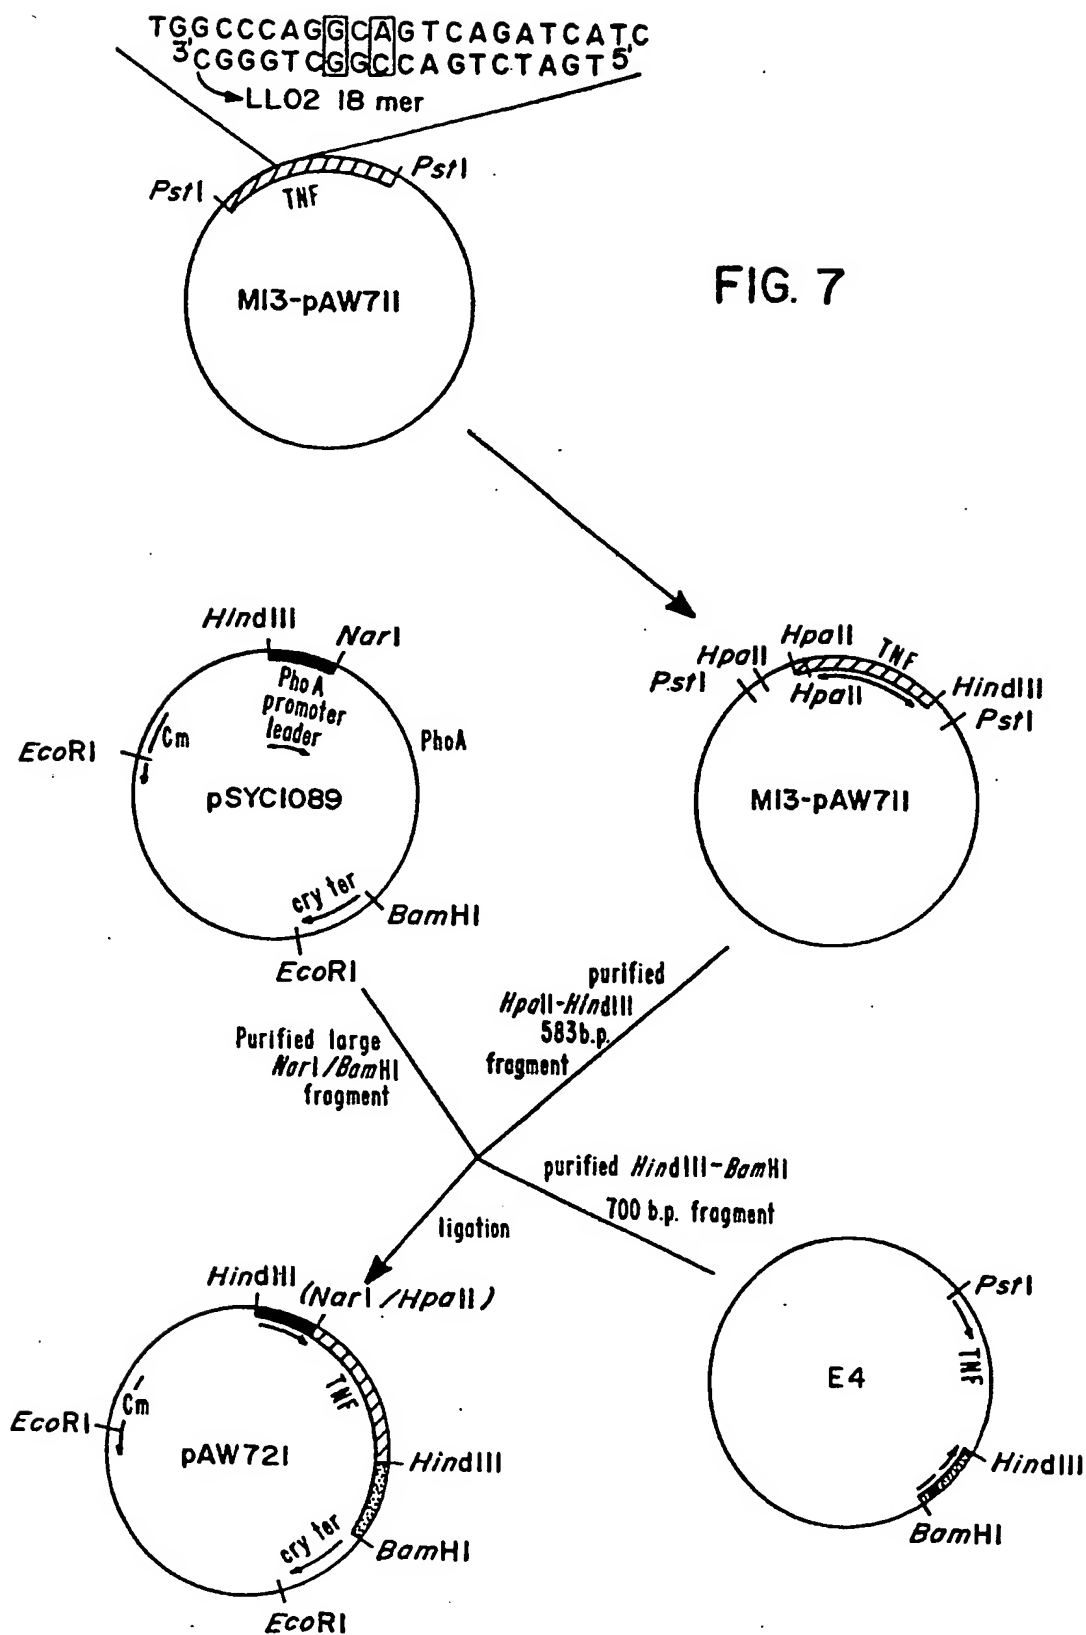 TGGCCCAGGCAGTCAGATCATC
3' CGGGTCGGCCAGTCTAGT 5'
LLO2 18 mer
PstI
PstI
TNF
M13-pAW711
FIG. 7
HindIII
NarI
PhoA
promoter
leader
Cm
EcoRI
PhoA
pSYC1089
cry ter
BamHI
EcoRI
HpaII
HpaII
TNF
PstI
HpaII
HindIII
PstI
M13-pAW711
Purified large
NarI/BamHI
fragment
purified
HpaII-HindIII
583b.p.
fragment
purified HindIII-BamHI
700 b.p. fragment
ligation
HindIII
(NarI/HpaII)
TNF
Cm
EcoRI
pAW721
HindIII
cry ter
BamHI
EcoRI
PstI
TNF
E4
HindIII
BamHI